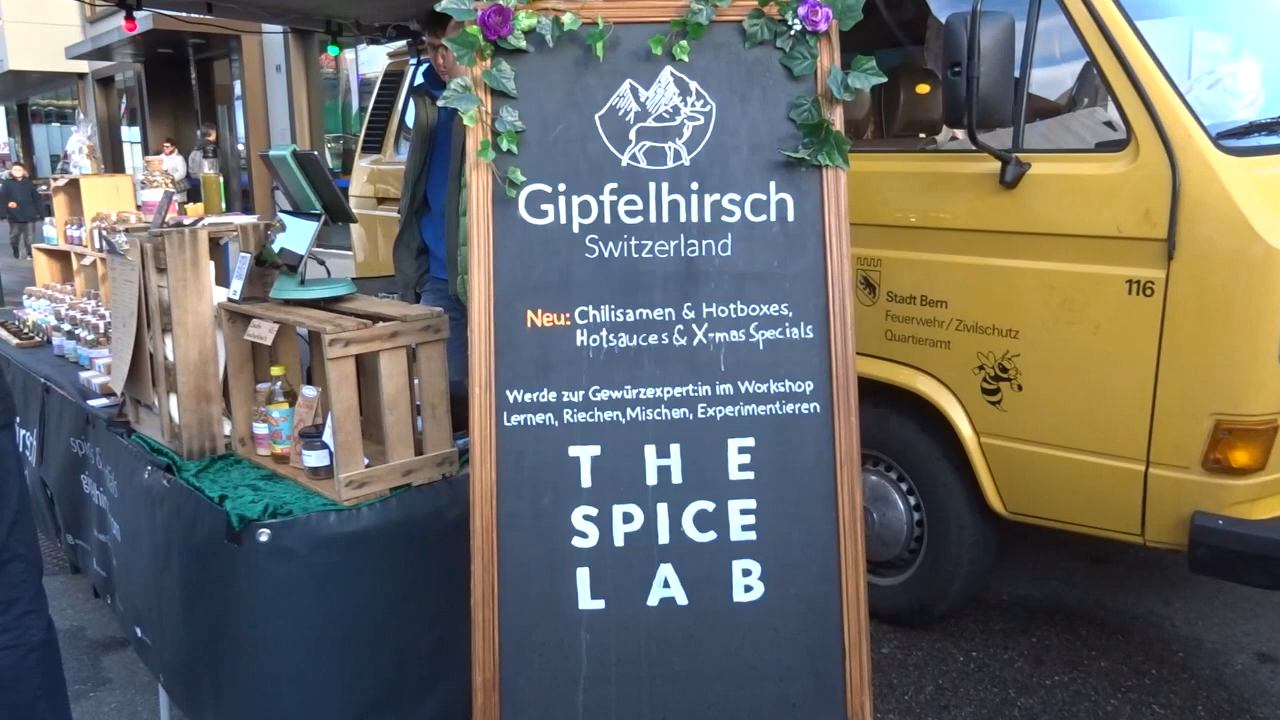 Gipfelhirsch
Switzerland
Neu: Chilisamen & Hotboxes,
Hotsauces & X-mas Specials
Werde zur Gewürzexpert:in im Workshop
Lernen, Riechen, Mischen, Experimentieren
THE
SPICE
LAB
116
Stadt Bern
Feuerwehr / Zivilschutz
Quartieramt